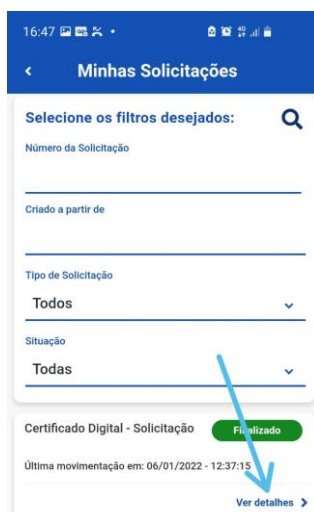 16:47
Minhas Solicitações
Selecione os filtros desejados:
Número da Solicitação
Criado a partir de
Tipo de Solicitação
Todos
Situação
Todas
Certificado Digital - Solicitação Finalizado
Última movimentação em: 06/01/2022 - 12:37:15
Ver detalhes